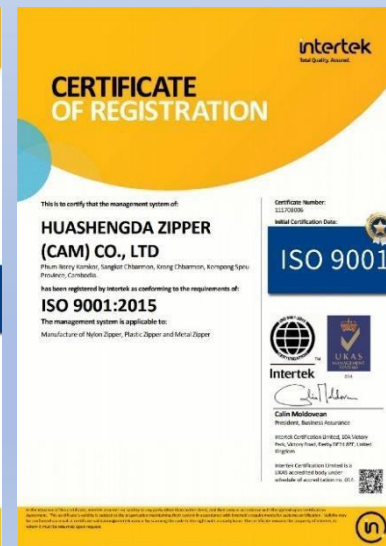 intertek
Total Quality. Assured.
CERTIFICATE
OF REGISTRATION
This is to certify that the management system of:
HUASHENGDA ZIPPER
(CAM) CO., LTD
Phum Borey Kamkor, Sangkat Chbarmon, Krong Chbarmon, Kompong Speu
Province, Cambodia
has been registered by Intertek as conforming to the requirements of:
ISO 9001:2015
The management system is applicable to:
Manufacture of Nylon Zipper, Plastic Zipper and Metal Zipper
Certificate Number:
Initial Certification Date:
ISO 9001
Intertek
UKAS
MANAGEMENT
SYSTEMS
014
Calin Moldovean
President, Business Assurance
Intertek Certification Limited, 10A Victory
Park, Victory Road, Derby DE24 8ZF, United
Kingdom
Intertek Certification Limited is a
UKAS accredited body under
schedule of accreditation no. 014.
in